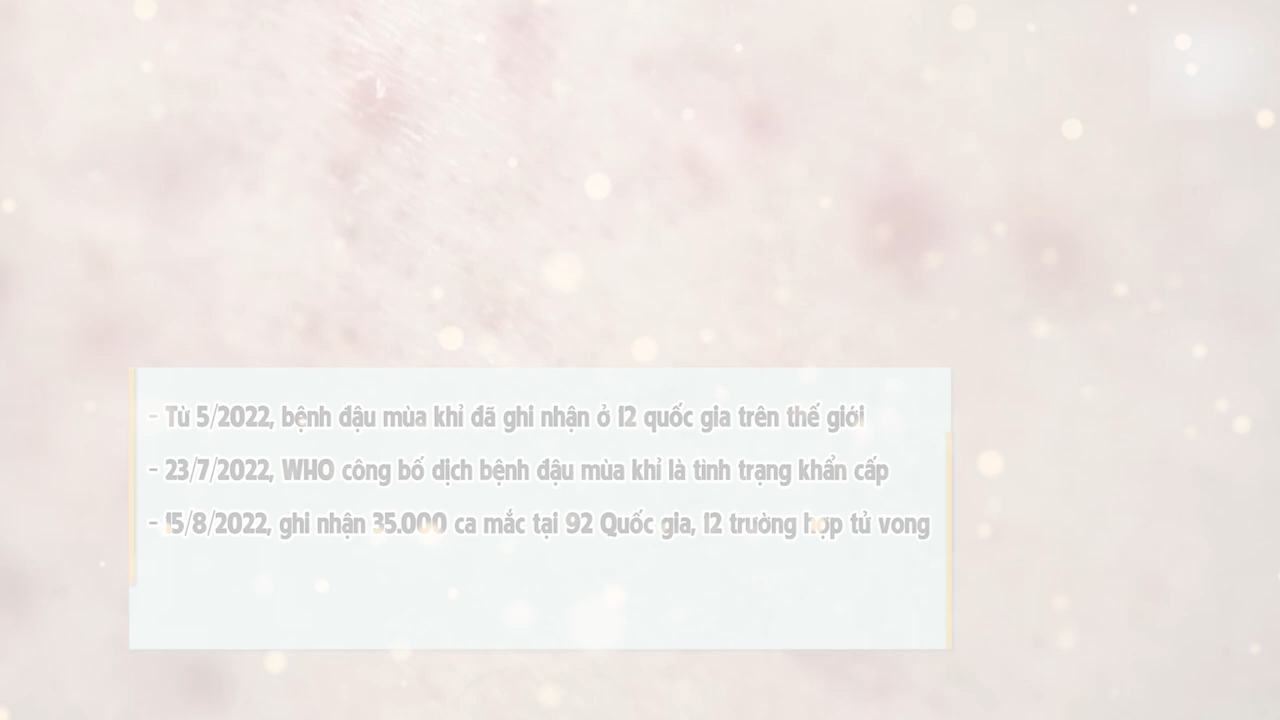 - Từ 5/2022, bệnh đậu mùa khỉ đã ghi nhận ở 12 quốc gia trên thế giới
- 23/7/2022, WHO công bố dịch bệnh đậu mùa khỉ là tình trạng khẩn cấp
- 15/8/2022, ghi nhận 35.000 ca mắc tại 92 Quốc gia, 12 trường hợp tử vong